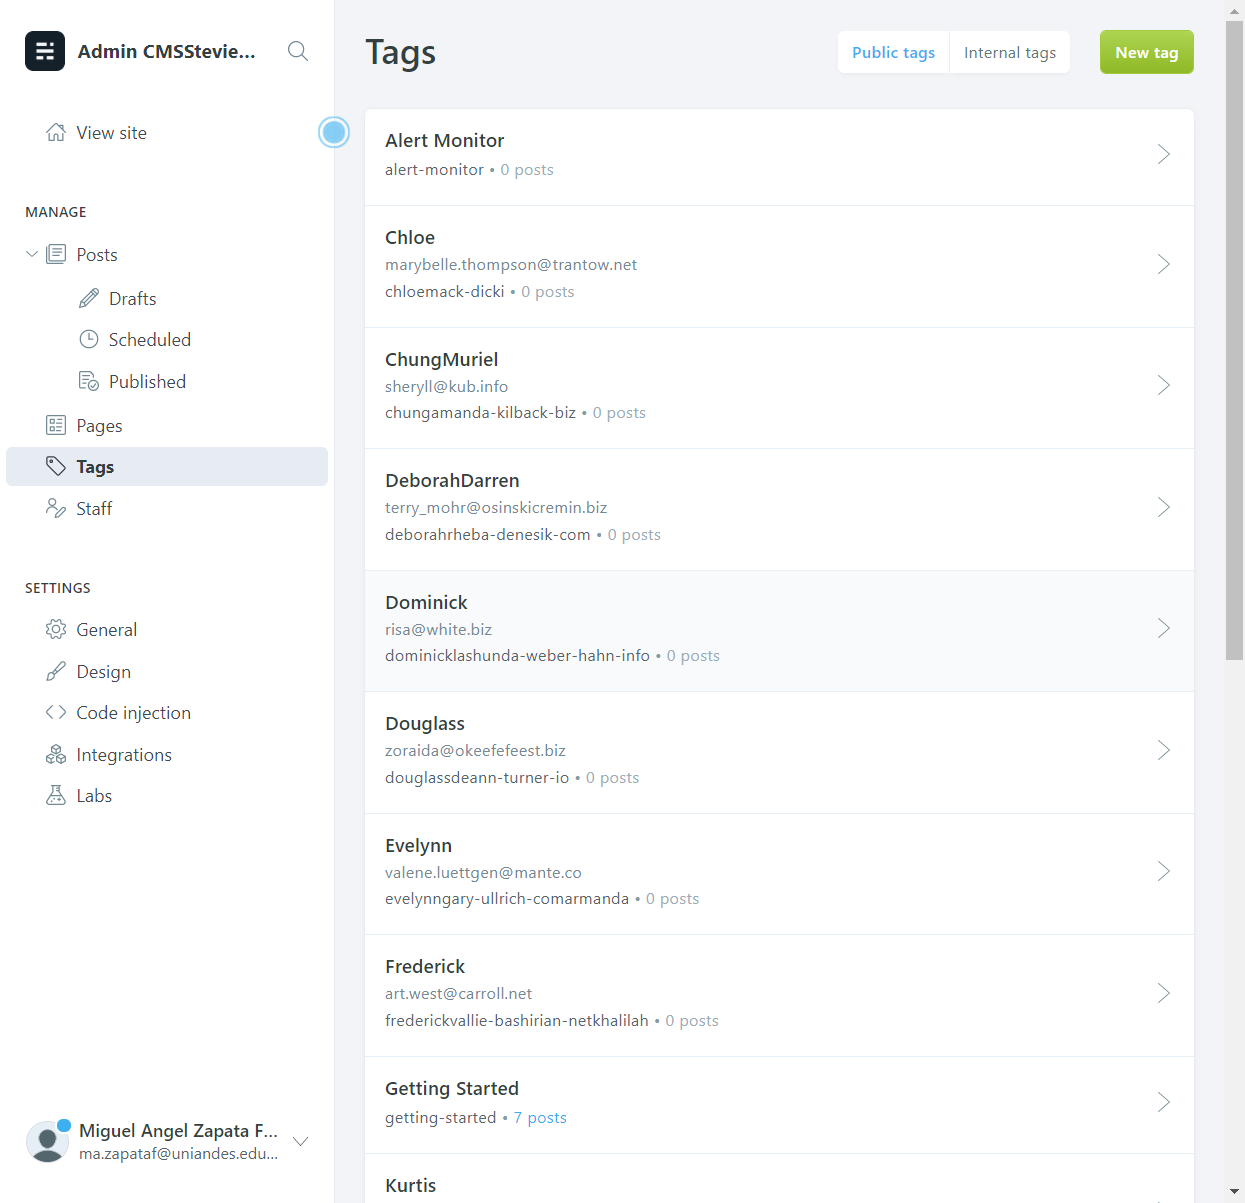 Admin CMSStevie...
View site
MANAGE
Posts
Drafts
Scheduled
Published
Pages
Tags
Staff
SETTINGS
General
Design
Code injection
Integrations
Labs
Miguel Angel Zapata F...
ma.zapataf@uniandes.edu...
Tags
Public tags
Internal tags
New tag
Alert Monitor
alert-monitor • 0 posts
Chloe
marybelle.thompson@trantow.net
chloemack-dicki • 0 posts
ChungMuriel
sheryll@kub.info
chungamanda-kilback-biz • 0 posts
DeborahDarren
terry_mohr@osinskicremin.biz
deborahrheba-denesik-com • 0 posts
Dominick
risa@white.biz
dominicklashunda-weber-hahn-info • 0 posts
Douglass
zoraida@okeefefeest.biz
douglassdeann-turner-io • 0 posts
Evelynn
valene.luettgen@mante.co
evelynngary-ullrich-comarmanda • 0 posts
Frederick
art.west@carroll.net
frederickvallie-bashirian-netkhalilah • 0 posts
Getting Started
getting-started • 7 posts
Kurtis